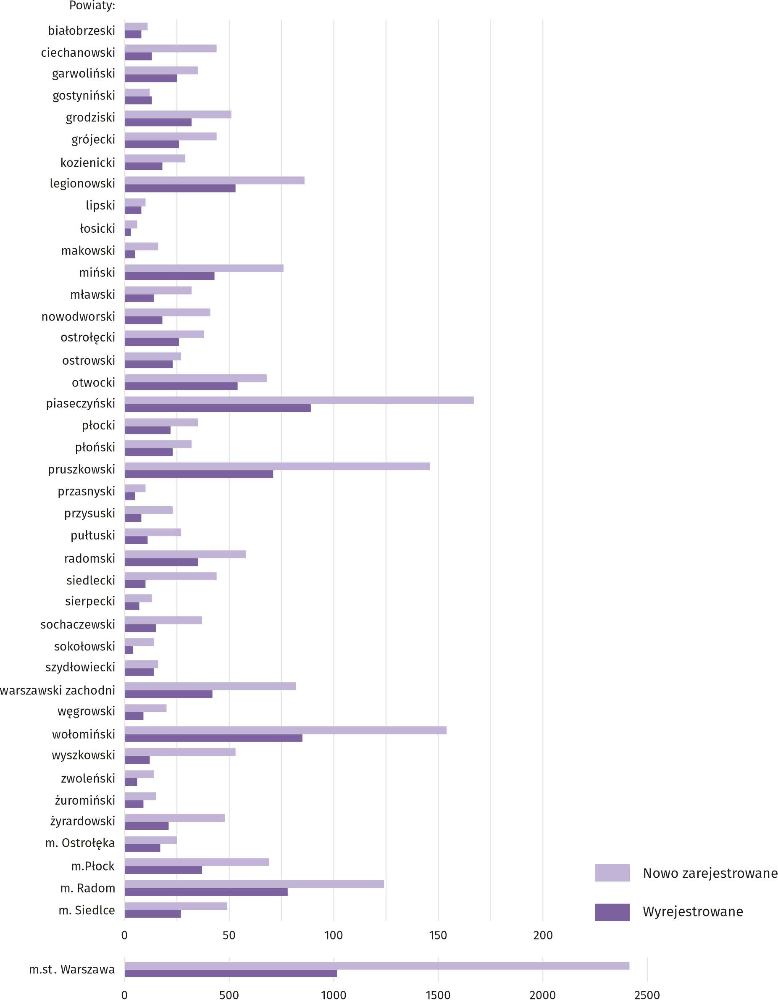 Powiaty:
białobrzeski
ciechanowski
garwoliński
gostyniński
grodziski
grójecki
kozienicki
legionowski
lipski
łosicki
makowski
miński
mławski
nowodworski
ostrołęcki
ostrowski
otwocki
piaseczyński
płocki
płoński
pruszkowski
przasnyski
przysuski
pułtuski
radomski
siedlecki
sierpecki
sochaczewski
sokołowski
szydłowiecki
warszawski zachodni
węgrowski
wołomiński
wyszkowski
zwoleński
żuromiński
żyrardowski
m. Ostrołęka
m.Płock
m. Radom
m. Siedlce
Nowo zarejestrowane
Wyrejestrowane
0 50 100 150 200
m.st. Warszawa
0 500 1000 1500 2000 2500